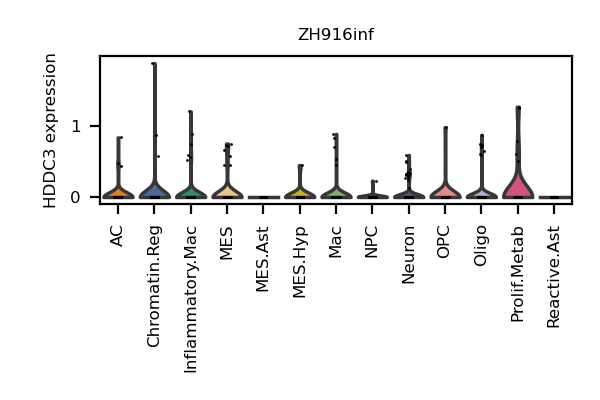 ZH916inf
HDDC3 expression
1
0
AC
Chromatin.Reg
Inflammatory.Mac
MES
MES.Ast
MES.Hyp
Mac
NPC
Neuron
OPC
Oligo
Prolif.Metab
Reactive.Ast